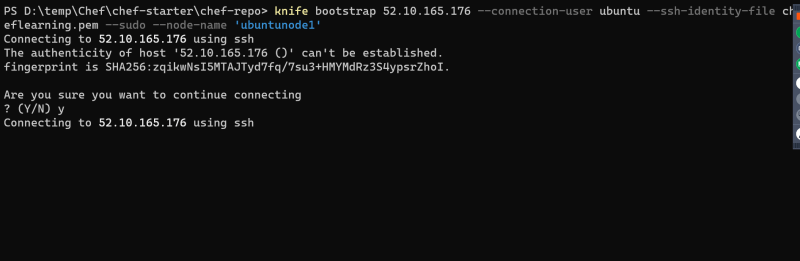 PS D:\temp\Chef\chef-starter\chef-repo> knife bootstrap 52.10.165.176 --connection-user ubuntu --ssh-identity-file ch
eflearning.pem --sudo --node-name 'ubuntunode1'
Connecting to 52.10.165.176 using ssh
The authenticity of host '52.10.165.176 ()' can't be established.
fingerprint is SHA256:zqikwNsI5MTAJTyd7fq/7su3+HMYMdRz3S4ypsrZhoI.
Are you sure you want to continue connecting
? (Y/N) y
Connecting to 52.10.165.176 using ssh